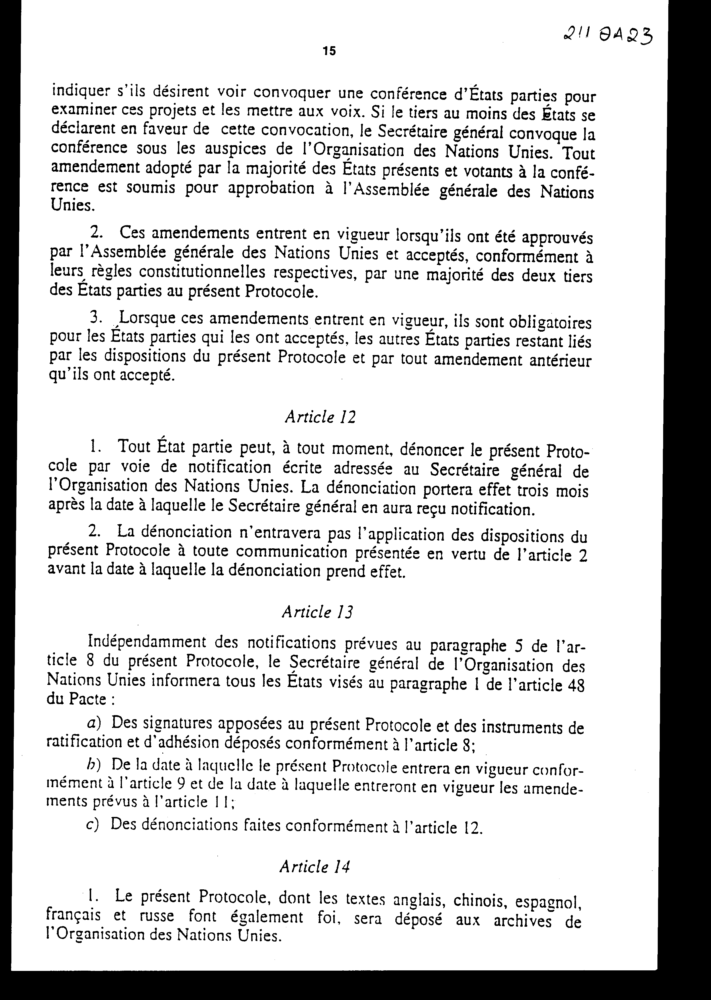 211 ΘA23
15
indiquer s'ils désirent voir convoquer une conférence d'États parties pour
examiner ces projets et les mettre aux voix. Si le tiers au moins des États se
déclarent en faveur de cette convocation, le Secrétaire général convoque la
conférence sous les auspices de l'Organisation des Nations Unies. Tout
amendement adopté par la majorité des États présents et votants à la confé-
rence est soumis pour approbation à l'Assemblée générale des Nations
Unies.
2. Ces amendements entrent en vigueur lorsqu'ils ont été approuvés
par l'Assemblée générale des Nations Unies et acceptés, conformément à
leurs règles constitutionnelles respectives, par une majorité des deux tiers
des États parties au présent Protocole.
3. Lorsque ces amendements entrent en vigueur, ils sont obligatoires
pour les États parties qui les ont acceptés, les autres États parties restant liés
par les dispositions du présent Protocole et par tout amendement antérieur
qu'ils ont accepté.
Article 12
1. Tout État partie peut, à tout moment, dénoncer le présent Proto-
cole par voie de notification écrite adressée au Secrétaire général de
l'Organisation des Nations Unies. La dénonciation portera effet trois mois
après la date à laquelle le Secrétaire général en aura reçu notification.
2. La dénonciation n'entravera pas l'application des dispositions du
présent Protocole à toute communication présentée en vertu de l'article 2
avant la date à laquelle la dénonciation prend effet.
Article 13
Indépendamment des notifications prévues au paragraphe 5 de l'ar-
ticle 8 du présent Protocole, le Secrétaire général de l'Organisation des
Nations Unies informera tous les États visés au paragraphe 1 de l'article 48
du Pacte :
a) Des signatures apposées au présent Protocole et des instruments de
ratification et d'adhésion déposés conformément à l'article 8;
b) De la date à laquelle le présent Protocole entrera en vigueur confor-
mément à l'article 9 et de la date à laquelle entreront en vigueur les amende-
ments prévus à l'article 11;
c) Des dénonciations faites conformément à l'article 12.
Article 14
1. Le présent Protocole, dont les textes anglais, chinois, espagnol,
français et russe font également foi, sera déposé aux archives de
l'Organisation des Nations Unies.